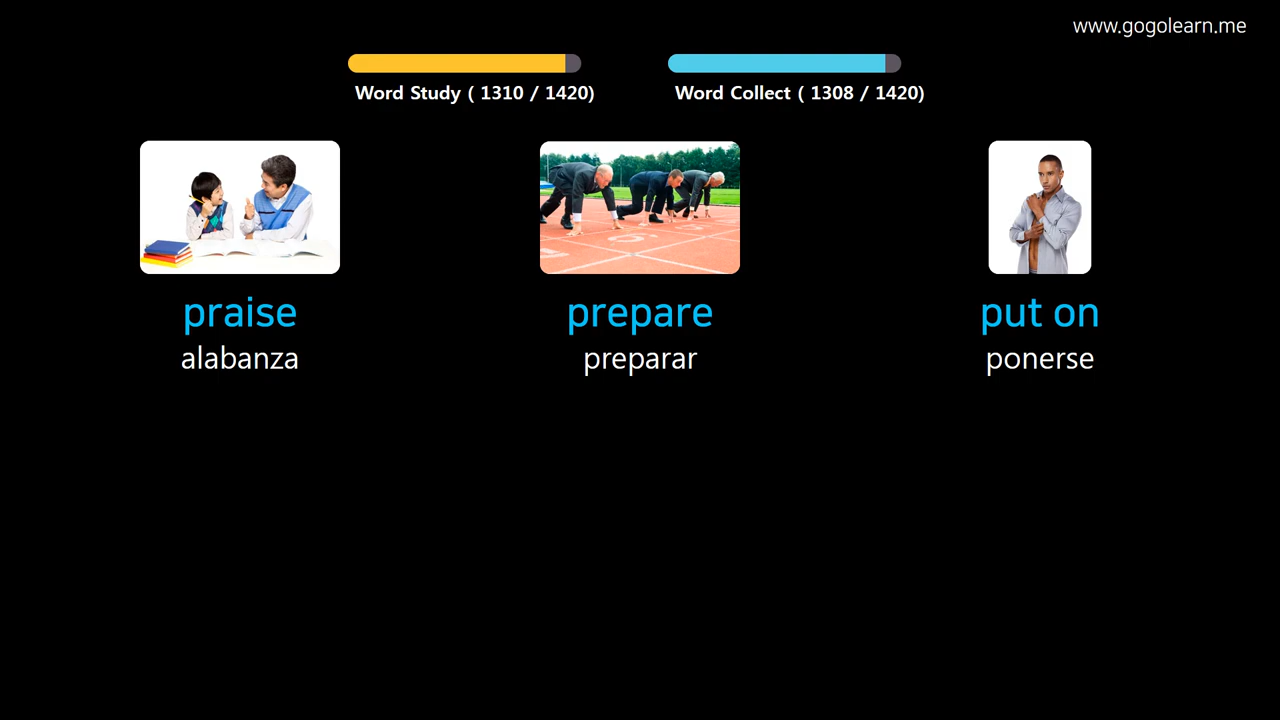 www.gogolearn.me
Word Study ( 1310 / 1420)
Word Collect ( 1308 / 1420)
praise
alabanza
prepare
preparar
put on
ponerse